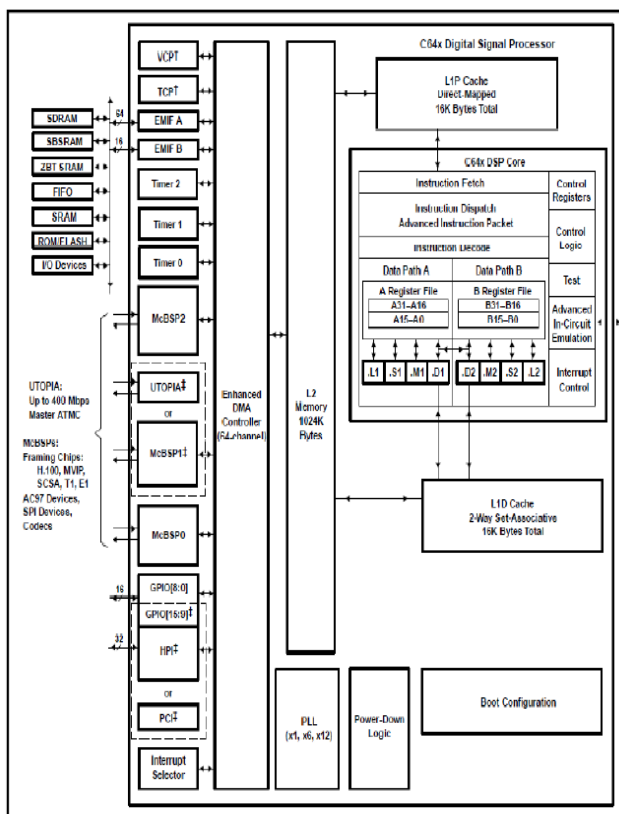 C64x Digital Signal Processor
VCP†
TCP†
EMIF A
EMIF B
Timer 2
Timer 1
Timer 0
McBSP2
UTOPIA‡
or
McBSP1‡
McBSP0
GPIO[8:0]
GPIO[15:9]‡
HPI‡
or
PCI‡
Interrupt
Selector
64
16
16
32
SDRAM
SBSRAM
ZBT SRAM
FIFO
SRAM
ROM/FLASH
I/O Devices
UTOPIA:
Up to 400 Mbps
Master ATMC
McBSPs:
Framing Chips:
H.100, MVIP,
SCSA, T1, E1
AC97 Devices,
SPI Devices,
Codecs
Enhanced
DMA
Controller
(64-channel)
L2
Memory
1024K
Bytes
L1P Cache
Direct-Mapped
16K Bytes Total
C64x DSP Core
Instruction Fetch
Instruction Dispatch
Advanced Instruction Packet
Instruction Decode
Data Path A
Data Path B
A Register File
A31–A16
A15–A0
B Register File
B31–B16
B15–B0
.L1 .S1 .M1 .D1
.D2 .M2 .S2 .L2
Control
Registers
Control
Logic
Test
Advanced
In-Circuit
Emulation
Interrupt
Control
L1D Cache
2-Way Set-Associative
16K Bytes Total
PLL
(x1, x6, x12)
Power-Down
Logic
Boot Configuration